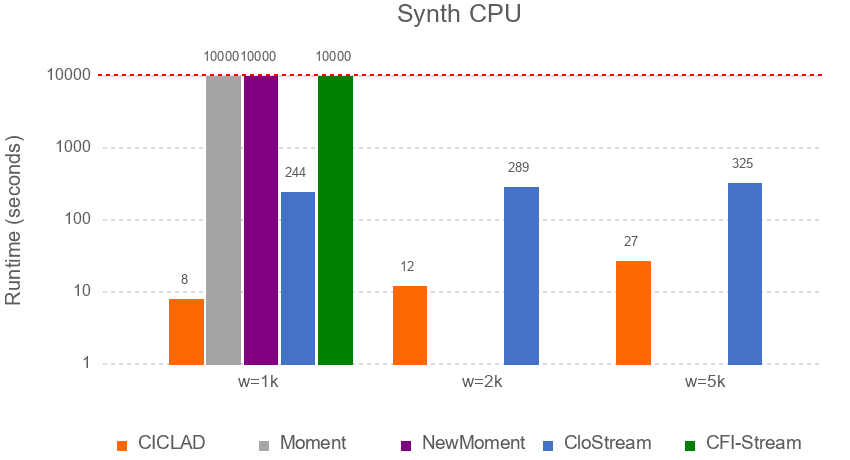 Synth CPU
Runtime (seconds)
10000
1000
100
10
1
10000 10000 244 10000
8
12 289
27 325
w=1k w=2k w=5k
CICLAD Moment NewMoment CloStream CFI-Stream